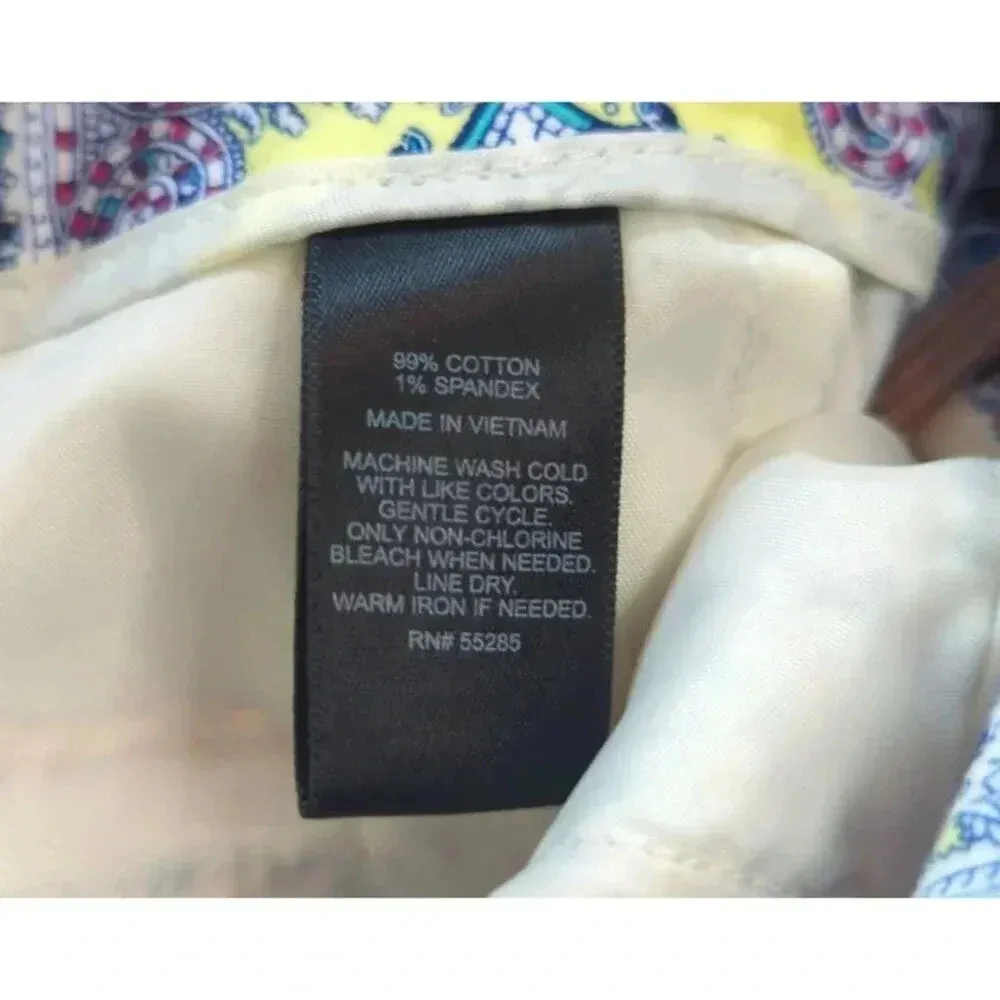 99% COTTON
1% SPANDEX
MADE IN VIETNAM
MACHINE WASH COLD
WITH LIKE COLORS.
GENTLE CYCLE.
ONLY NON-CHLORINE
BLEACH WHEN NEEDED.
LINE DRY.
WARM IRON IF NEEDED.
RN# 55285